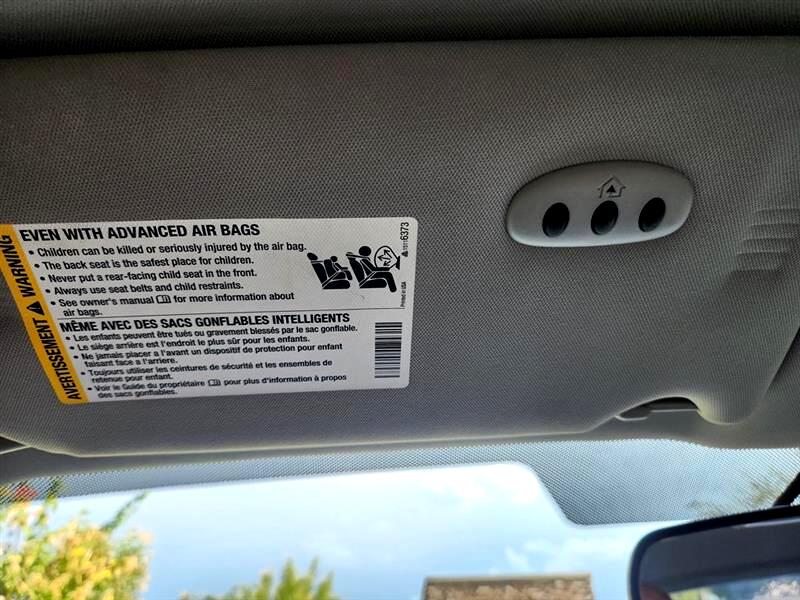 WARNING
AVERTISSEMENT
EVEN WITH ADVANCED AIR BAGS
• Children can be killed or seriously injured by the air bag.
• The back seat is the safest place for children.
• Never put a rear-facing child seat in the front.
• Always use seat belts and child restraints.
• See owner's manual for more information about
air bags.
MÊME AVEC DES SACS GONFLABLES INTELLIGENTS
• Les enfants peuvent être tués ou gravement blessés par le sac gonflable.
• Le siège arrière est l'endroit le plus sûr pour les enfants.
• Ne jamais placer a l'avant un dispositif de protection pour enfant
faisant face a l'arriere.
• Toujours utiliser les ceintures de sécurité et les ensembles de
retenue pour enfant.
• Voir le Guide du propriétaire pour plus d'information à propos
des sacs gonflables.
6373
Printed in USA